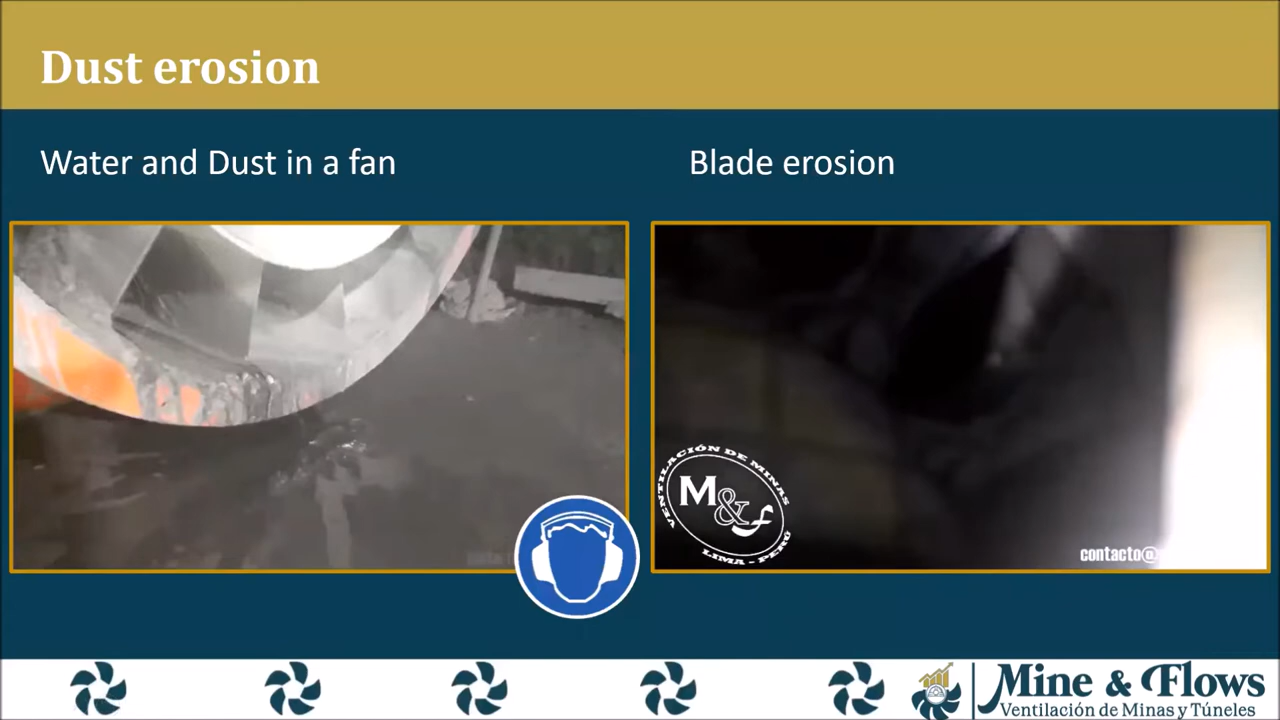 Dust erosion
Water and Dust in a fan
Blade erosion
VENTILACIÓN DE MINAS
M&f
LIMA - PERÚ
contacto@
Mine & Flows
Ventilación de Minas y Túneles